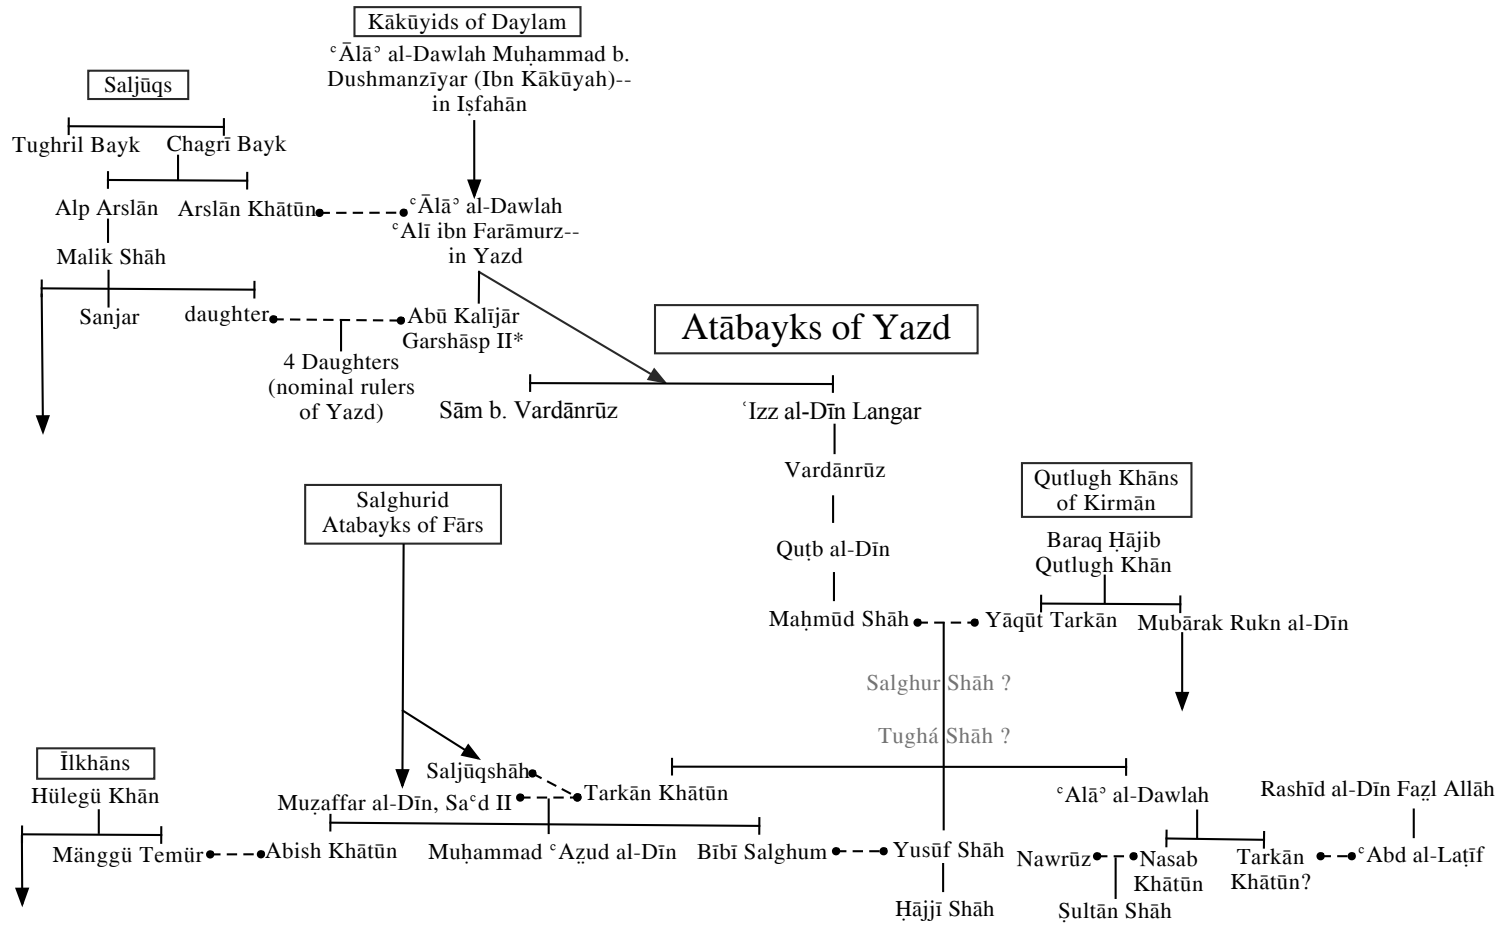 Kākūyids of Daylam
ʿĀlāʾ al-Dawlah Muḥammad b.
Dushmanzīyar (Ibn Kākūyah)--
in Iṣfahān
Saljūqs
Tughril Bayk
Chagrī Bayk
Alp Arslān
Arslān Khātūn
ʿĀlāʾ al-Dawlah
ʿAlī ibn Farāmurz--
in Yazd
Malik Shāh
Sanjar
daughter
Abū Kalījār
Garshāsp II*
4 Daughters
(nominal rulers
of Yazd)
Atābayks of Yazd
Sām b. Vardānrūz
ʿIzz al-Dīn Langar
Vardānrūz
Quṭb al-Dīn
Qutlugh Khāns
of Kirmān
Baraq Ḥājib
Qutlugh Khān
Maḥmūd Shāh
Yāqūt Tarkān
Mubārak Rukn al-Dīn
Salghur Shāh ?
Tughá Shāh ?
Salghurid
Atabayks of Fārs
Saljūqshāh
Muẓaffar al-Dīn, Saʿd II
Tarkān Khātūn
Īlkhāns
Hülegü Khān
Mänggü Temür
Abish Khātūn
Muḥammad ʿAz̤ud al-Dīn
Bībī Salghum
Yusūf Shāh
Ḥājjī Shāh
ʿAlāʾ al-Dawlah
Rashīd al-Dīn Faz̤l Allāh
Nawrūz
Nasab
Khātūn
Tarkān
Khātūn?
ʿAbd al-Laṭīf
Ṣultān Shāh